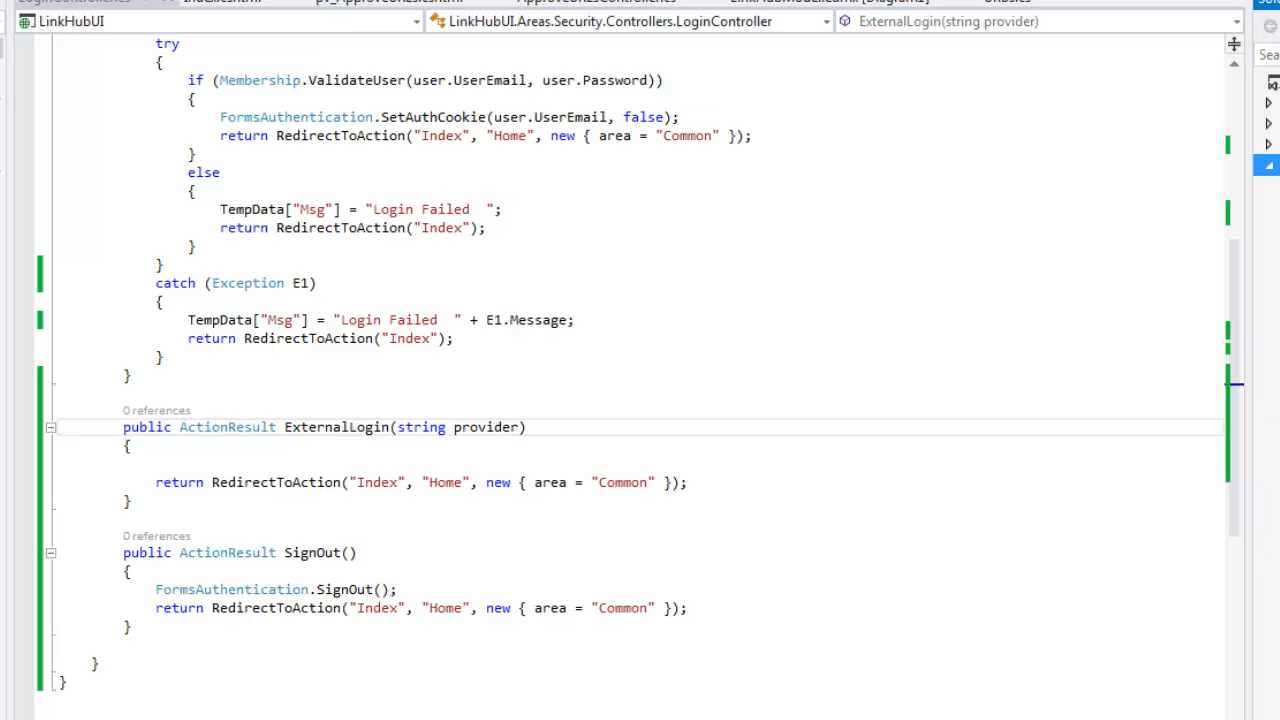 LinkHubUI LinkHubUI.Areas.Security.Controllers.LoginController ExternalLogin(string provider)
Sea
try
{
if (Membership.ValidateUser(user.UserEmail, user.Password))
{
FormsAuthentication.SetAuthCookie(user.UserEmail, false);
return RedirectToAction("Index", "Home", new { area = "Common" });
}
else
{
TempData["Msg"] = "Login Failed  ";
return RedirectToAction("Index");
}
}
catch (Exception E1)
{
TempData["Msg"] = "Login Failed  " + E1.Message;
return RedirectToAction("Index");
}
}
0 references
public ActionResult ExternalLogin(string provider)
{
return RedirectToAction("Index", "Home", new { area = "Common" });
}
0 references
public ActionResult SignOut()
{
FormsAuthentication.SignOut();
return RedirectToAction("Index", "Home", new { area = "Common" });
}
}
}